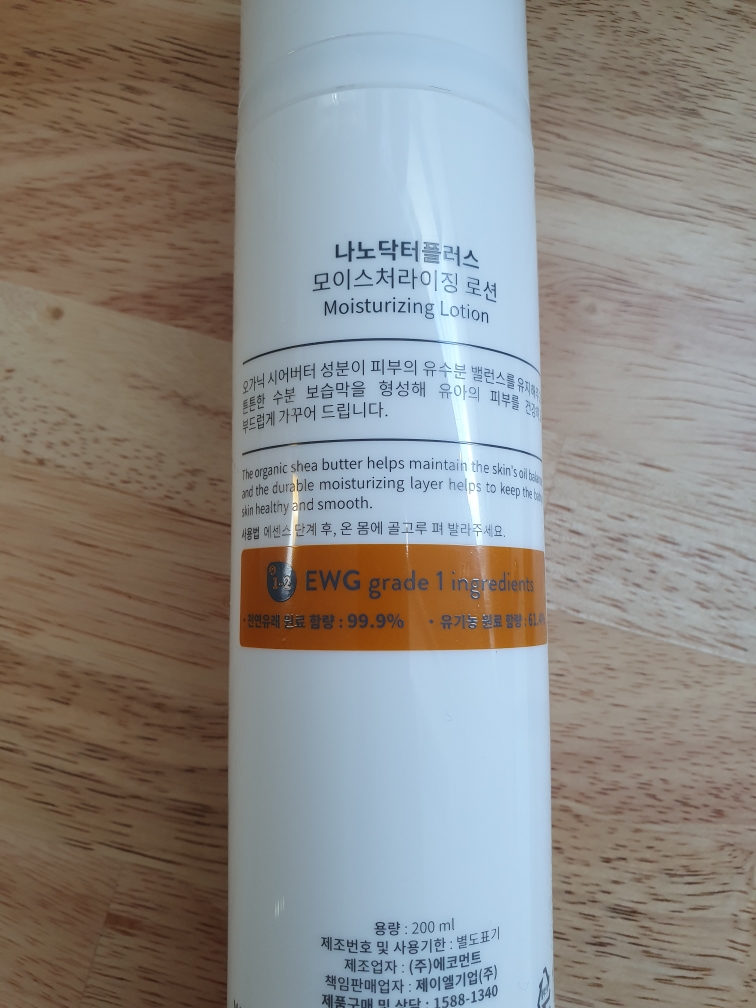 나노닥터플러스
모이스처라이징 로션
Moisturizing Lotion
오가닉 시어버터 성분이 피부의 유수분 밸런스를 유지해주
튼튼한 수분 보습막을 형성해 유아의 피부를
부드럽게 가꾸어 드립니다.
The organic shea butter helps maintain the skin's oil
and the durable moisturizing layer helps to keep the
skin healthy and smooth.
사용법 에센스 단계 후, 온 몸에 골고루 펴 발라주세요.
EWG grade 1 ingredients
• 천연유래 원료 함량 : 99.9% • 유기농 원료 함량 :
용량 : 200 ml
제조번호 및 사용기한 : 별도표기
제조업자 : (주)에코먼트
책임판매업자 : 제이엘기업(주)
제품구매 및 상담 : 1588-1340